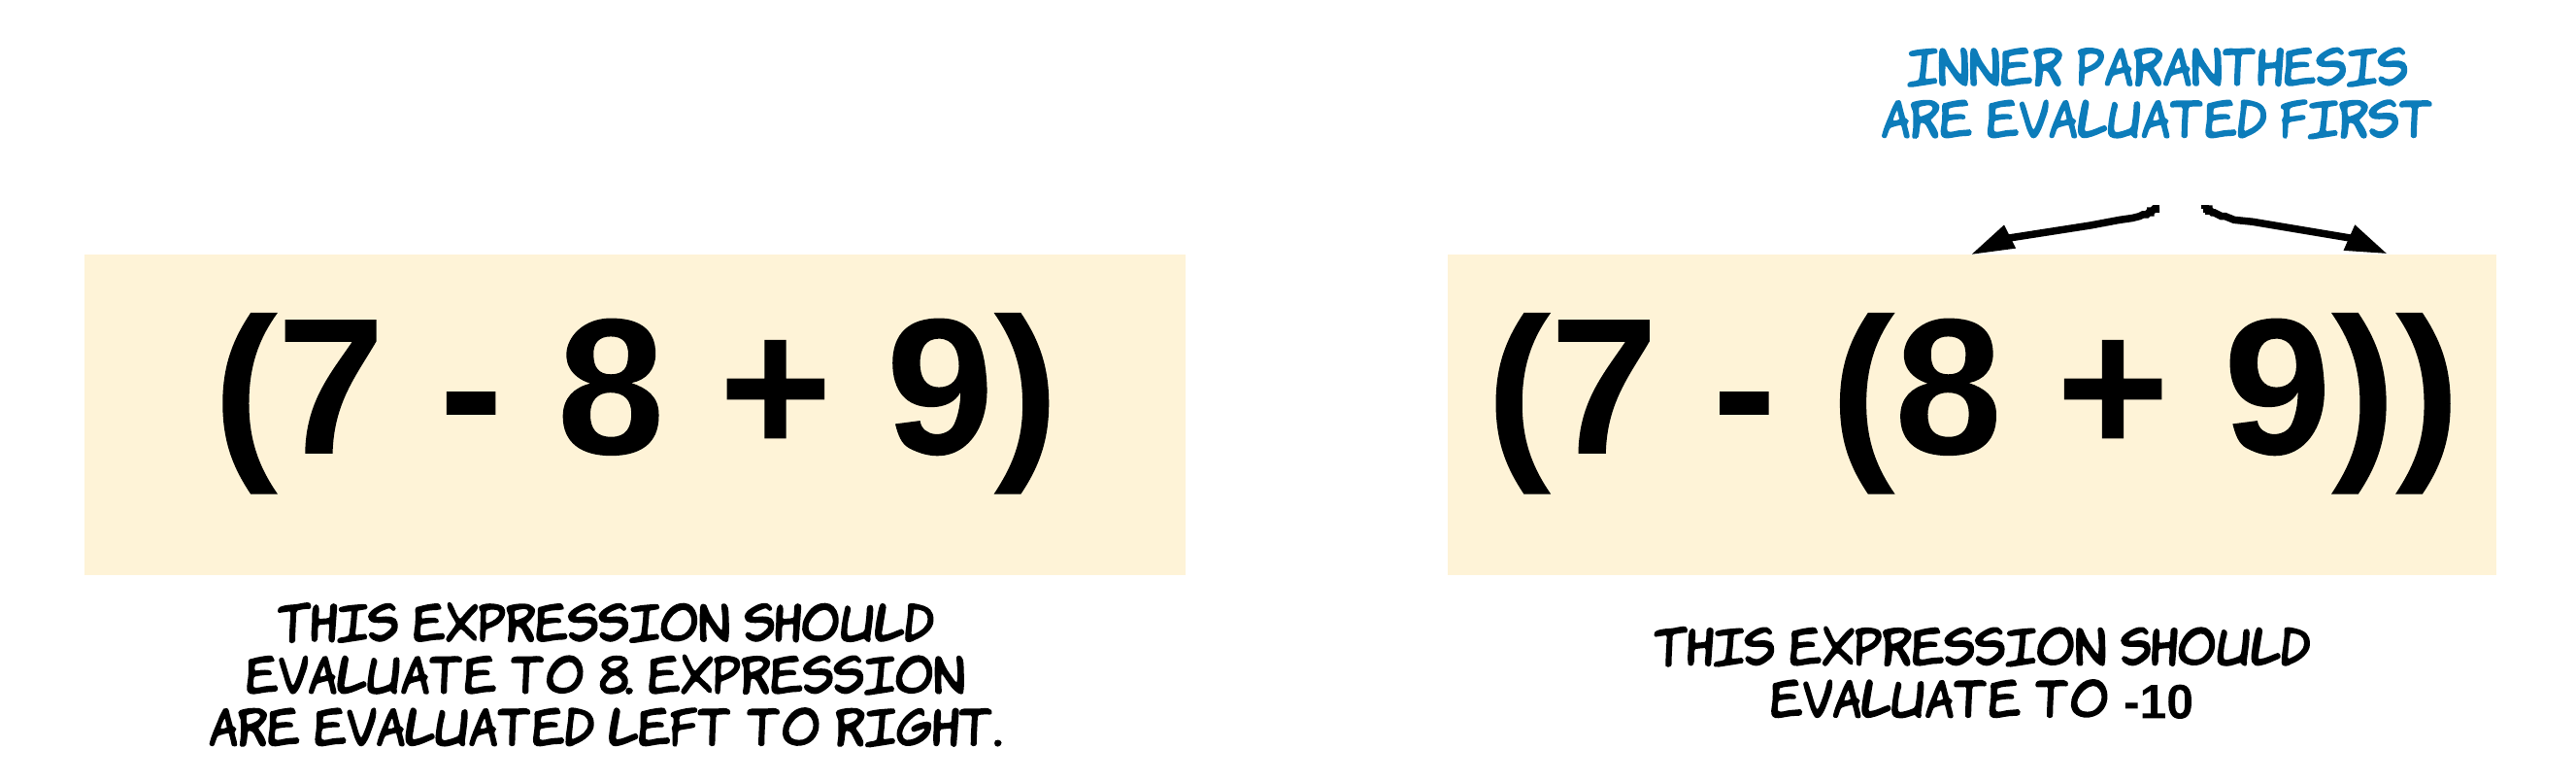 INNER PARANTHESIS
ARE EVALUATED FIRST
(7 - 8 + 9)
(7 - (8 + 9))
THIS EXPRESSION SHOULD
EVALUATE TO 8. EXPRESSION
ARE EVALUATED LEFT TO RIGHT.
THIS EXPRESSION SHOULD
EVALUATE TO -10